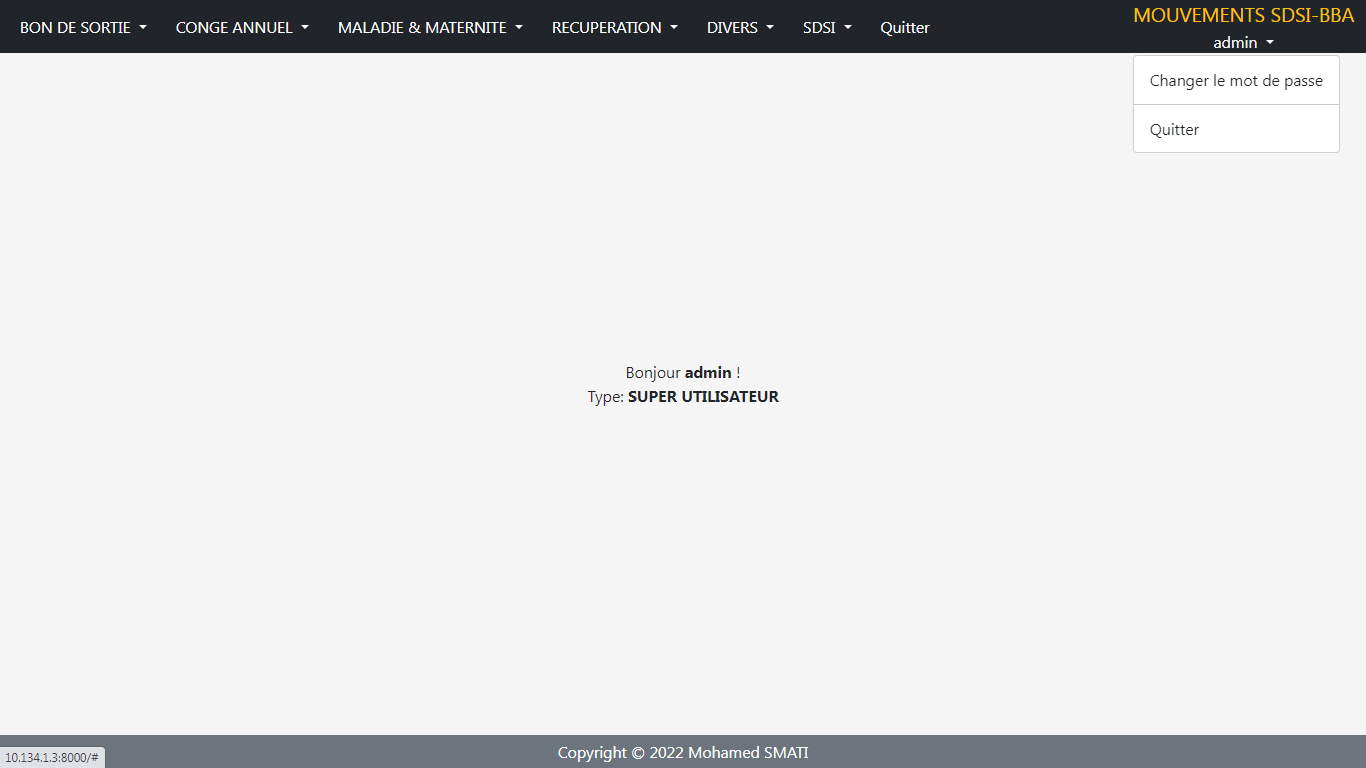 BON DE SORTIE CONGE ANNUEL MALADIE & MATERNITE RECUPERATION DIVERS SDSI Quitter
MOUVEMENTS SDSI-BBA
admin
Changer le mot de passe
Quitter
Bonjour admin !
Type: SUPER UTILISATEUR
Copyright © 2022 Mohamed SMATI
10.134.1.3:8000/#